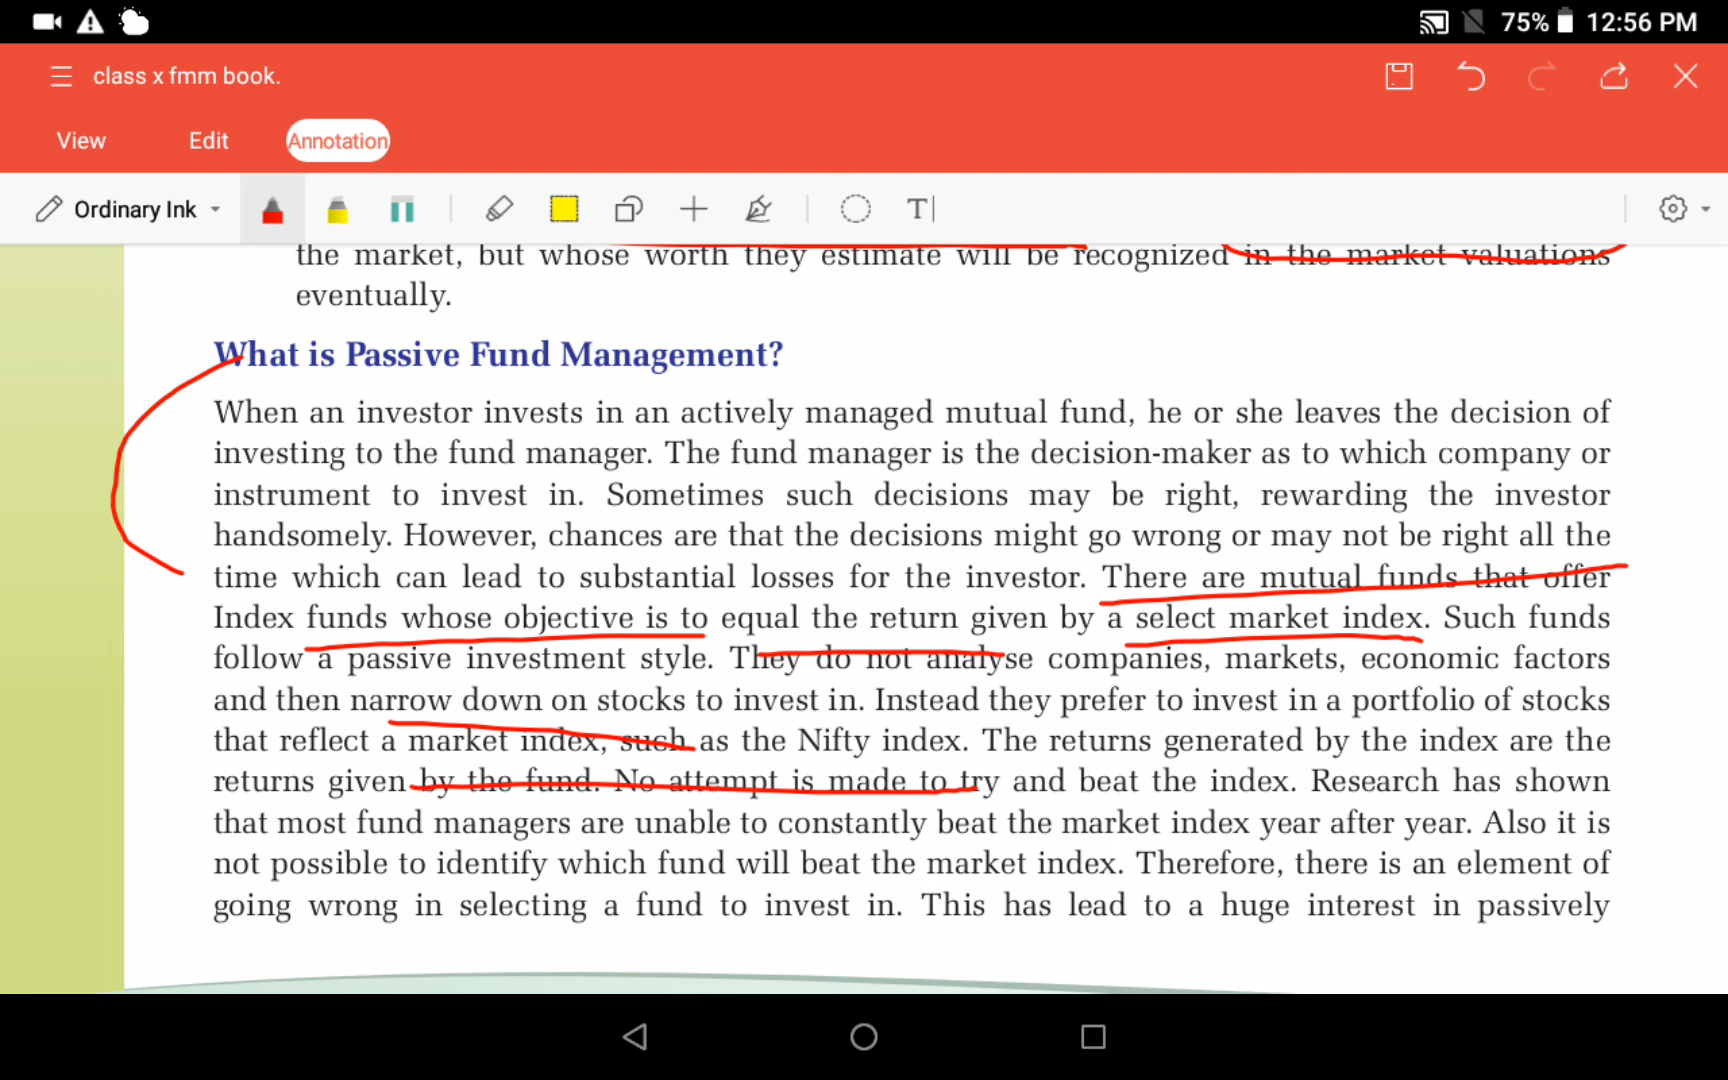 75% 12:56 PM
class x fmm book.
View Edit Annotation
Ordinary Ink T
the market, but whose worth they estimate will be recognized in the market valuations
eventually.
What is Passive Fund Management?
When an investor invests in an actively managed mutual fund, he or she leaves the decision of
investing to the fund manager. The fund manager is the decision-maker as to which company or
instrument to invest in. Sometimes such decisions may be right, rewarding the investor
handsomely. However, chances are that the decisions might go wrong or may not be right all the
time which can lead to substantial losses for the investor. There are mutual funds that offer
Index funds whose objective is to equal the return given by a select market index. Such funds
follow a passive investment style. They do not analyse companies, markets, economic factors
and then narrow down on stocks to invest in. Instead they prefer to invest in a portfolio of stocks
that reflect a market index, such as the Nifty index. The returns generated by the index are the
returns given by the fund. No attempt is made to try and beat the index. Research has shown
that most fund managers are unable to constantly beat the market index year after year. Also it is
not possible to identify which fund will beat the market index. Therefore, there is an element of
going wrong in selecting a fund to invest in. This has lead to a huge interest in passively